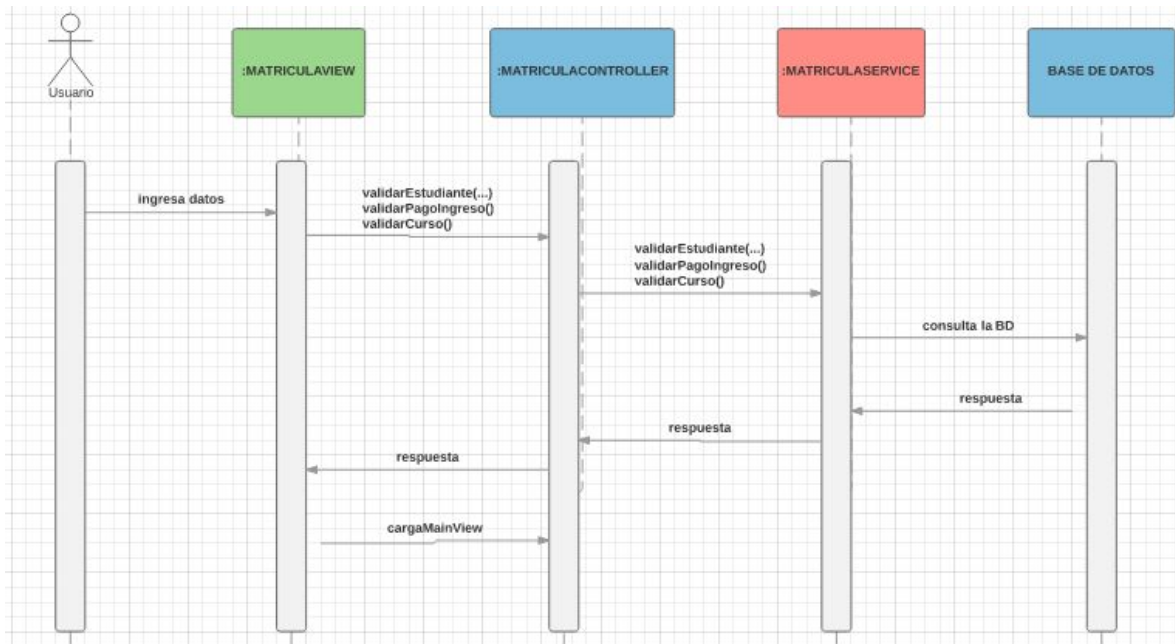 :MATRICULAVIEW
:MATRICULACONTROLLER
:MATRICULASERVICE
BASE DE DATOS
Usuario
ingresa datos
validarEstudiante(...)
validarPagoIngreso()
validarCurso()
validarEstudiante(...)
validarPagoIngreso()
validarCurso()
consulta la BD
respuesta
respuesta
respuesta
cargaMainView